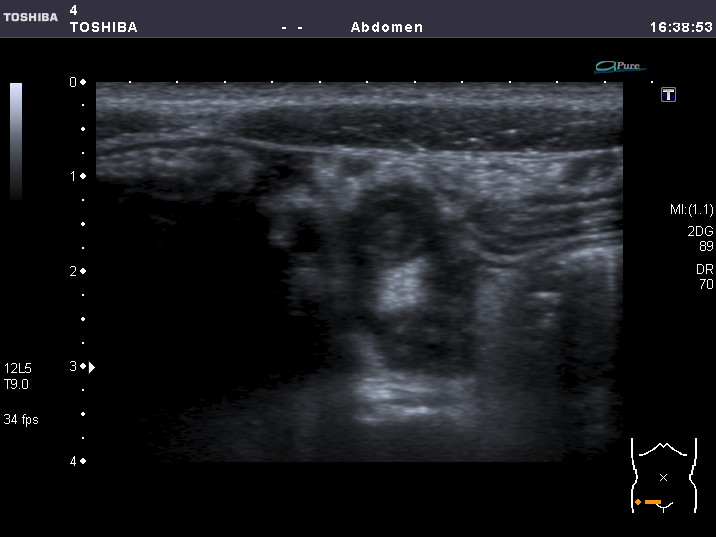 TOSHIBA
4
TOSHIBA - - Abdomen 16:38:53
Pure
T
0
1
2
3
4
MI:(1.1)
2DG
89
DR
70
12L5
T9.0
34 fps